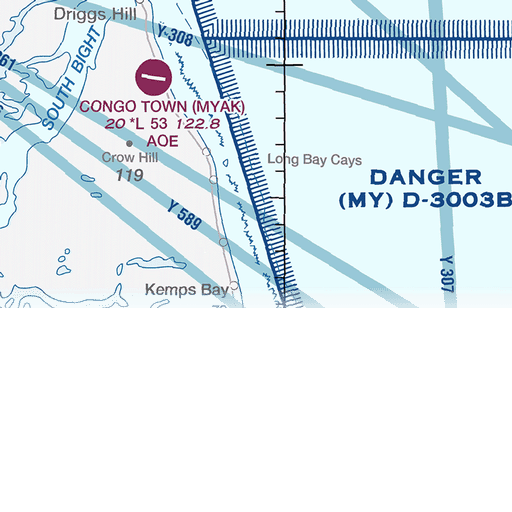 Driggs Hill
Y-308
361
SOUTH BIGHT
CONGO TOWN (MYAK)
20 *L 53 122.8
AOE
Crow Hill
119
Long Bay Cays
DANGER
(MY) D-3003B
Y 589
Y 307
Kemps Bay